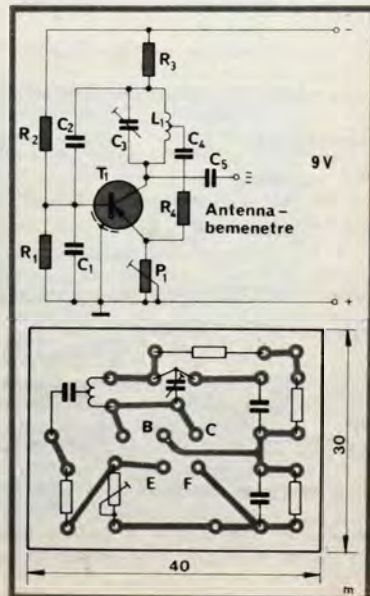 -
R3
R2
C2
C3
L1
C4
C5
9V
T1
R4
Antenna-
bemenetre
R1
C1
P1
+
B
C
E
F
30
40
m